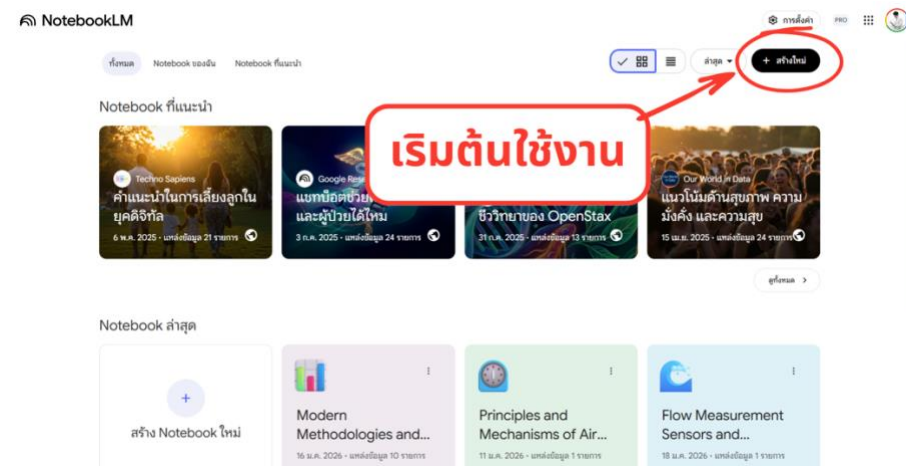 NotebookLM
การตั้งค่า
PRO
ทั้งหมด
Notebook ของฉัน
Notebook ที่แนะนำ
ล่าสุด
+ สร้างใหม่
Notebook ที่แนะนำ
เริ่มต้นใช้งาน
Techno Sapiens
คำแนะนำในการเลี้ยงลูกใน
ยุคดิจิทัล
6 พ.ค. 2025 · แหล่งข้อมูล 21 รายการ
Google
แชทบ็อตช่วย
และผู้ป่วยได้ไหม
3 ก.ค. 2025 · แหล่งข้อมูล 24 รายการ
ชีววิทยาของ OpenStax
31 ก.ค. 2025 · แหล่งข้อมูล 13 รายการ
Our World in Data
แนวโน้มด้านสุขภาพ ความ
มั่งคั่ง และความสุข
15 เม.ย. 2025 · แหล่งข้อมูล 24 รายการ
ดูทั้งหมด
Notebook ล่าสุด
สร้าง Notebook ใหม่
Modern
Methodologies and...
16 ม.ค. 2026 · แหล่งข้อมูล 10 รายการ
Principles and
Mechanisms of Air...
11 ม.ค. 2026 · แหล่งข้อมูล 1 รายการ
Flow Measurement
Sensors and...
18 ม.ค. 2026 · แหล่งข้อมูล 1 รายการ